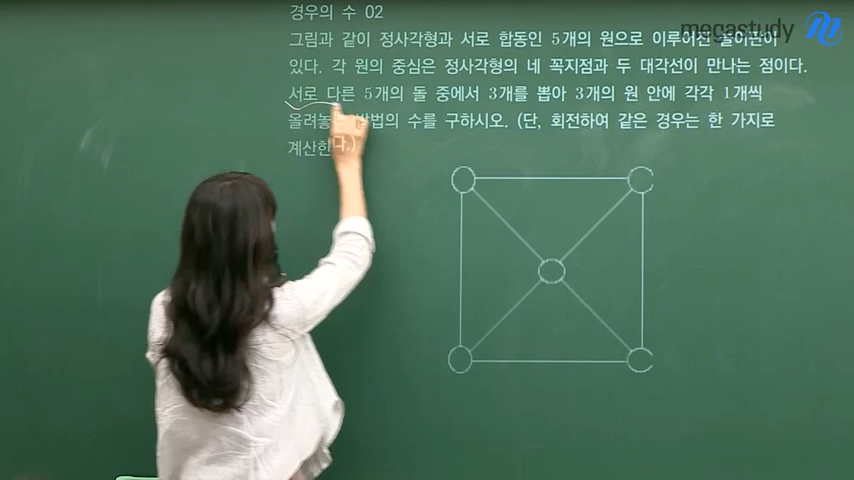 경우의 수 02
megastudy
그림과 같이 정사각형과 서로 합동인 5개의 원으로 이루어진 놀이판이
있다. 각 원의 중심은 정사각형의 네 꼭지점과 두 대각선이 만나는 점이다.
서로 다른 5개의 돌 중에서 3개를 뽑아 3개의 원 안에 각각 1개씩
올려놓는 방법의 수를 구하시오. (단, 회전하여 같은 경우는 한 가지로
계산한다.)